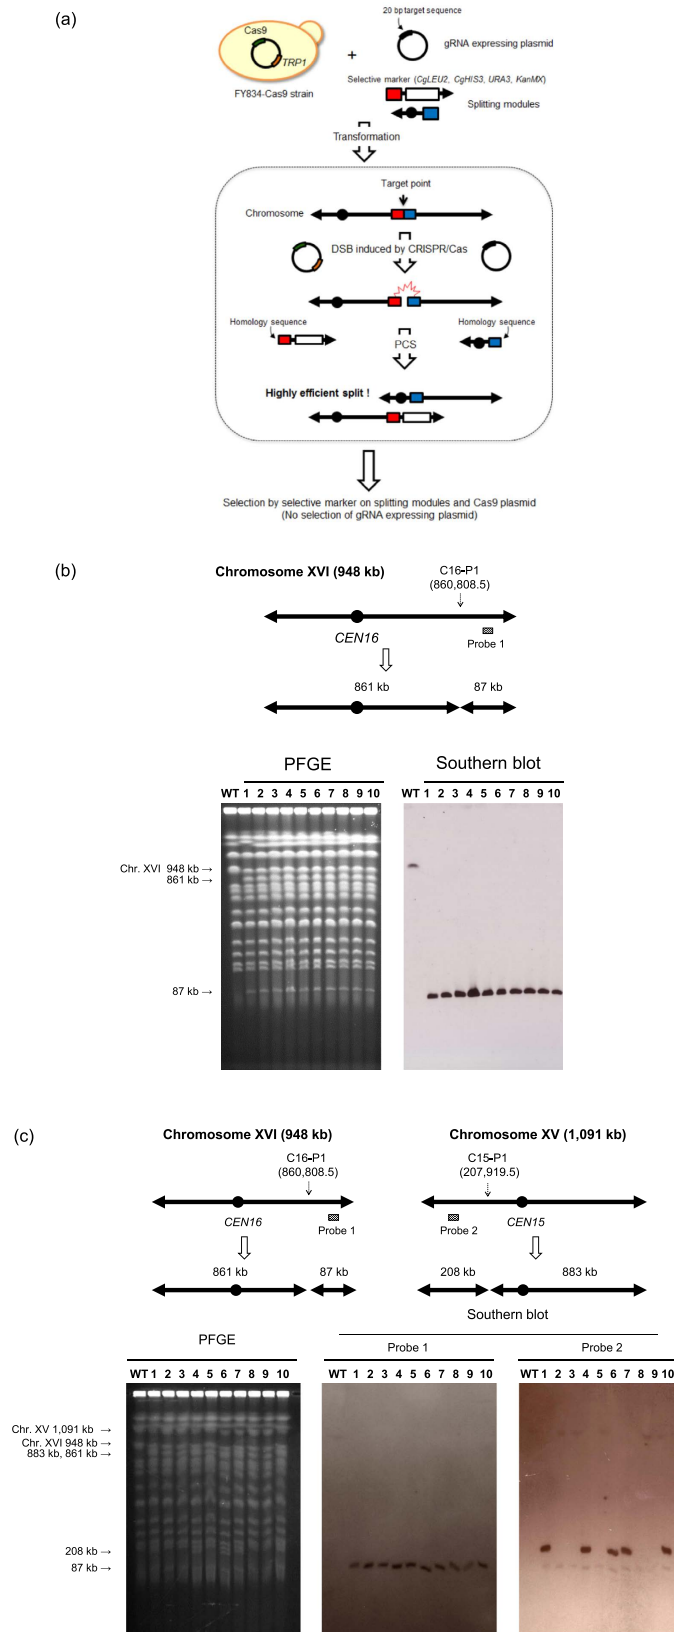 (a)
20 bp target sequence
Cas9
TRP1
+
gRNA expressing plasmid
FY834-Cas9 strain
Selective marker (CgLEU2, CgHIS3, URA3, KanMX)
Splitting modules
Transformation
Target point
Chromosome
DSB induced by CRISPR/Cas
Homology sequence
Homology sequence
PCS
Highly efficient split !
Selection by selective marker on splitting modules and Cas9 plasmid
(No selection of gRNA expressing plasmid)
(b)
Chromosome XVI (948 kb)
C16-P1
(860,808.5)
CEN16
Probe 1
861 kb
87 kb
PFGE
Southern blot
WT 1 2 3 4 5 6 7 8 9 10
WT 1 2 3 4 5 6 7 8 9 10
Chr. XVI 948 kb →
861 kb →
87 kb →
(c)
Chromosome XVI (948 kb)
Chromosome XV (1,091 kb)
C16-P1
(860,808.5)
C15-P1
(207,919.5)
CEN16
Probe 1
Probe 2
CEN15
861 kb
87 kb
208 kb
883 kb
Southern blot
PFGE
Probe 1
Probe 2
WT 1 2 3 4 5 6 7 8 9 10
WT 1 2 3 4 5 6 7 8 9 10
WT 1 2 3 4 5 6 7 8 9 10
Chr. XV 1,091 kb →
Chr. XVI 948 kb →
883 kb, 861 kb →
208 kb →
87 kb →